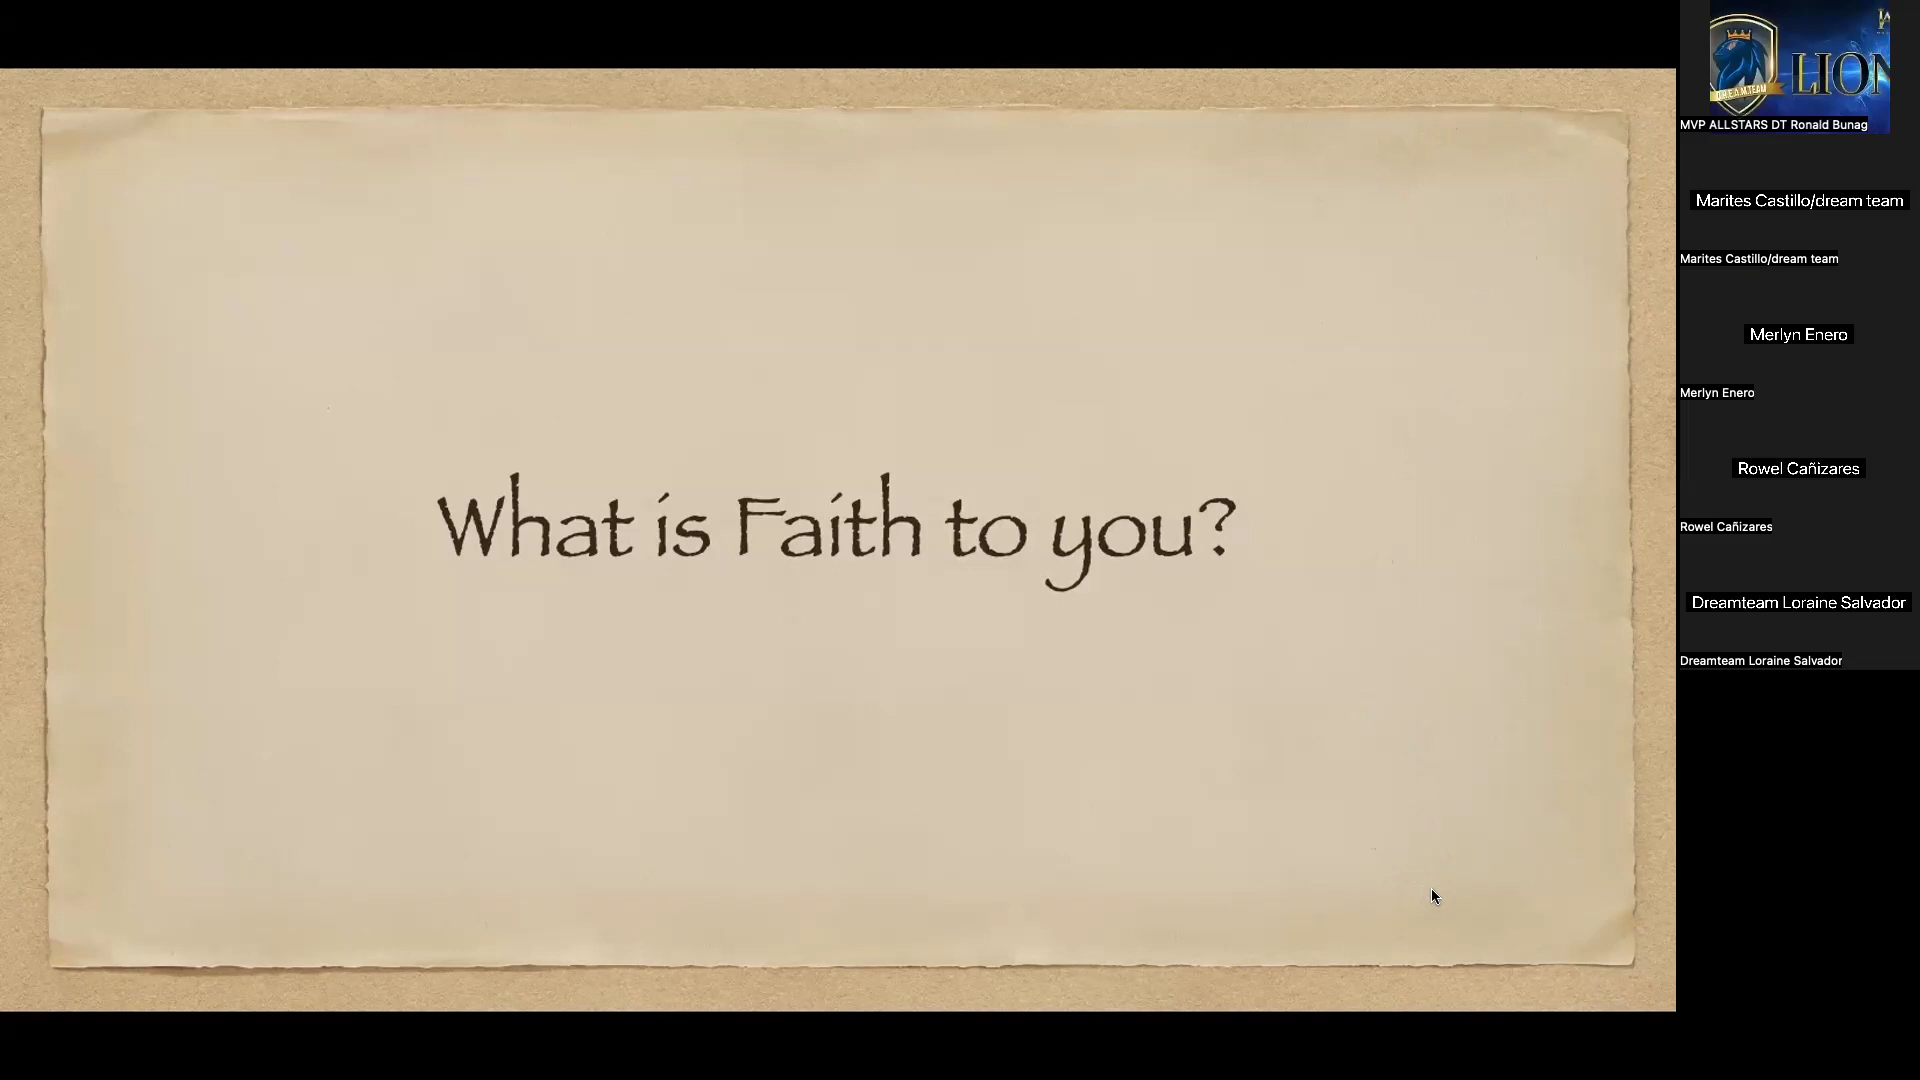 What is Faith to you?
D.R.E.A.M.TEAM
LION
MVP ALLSTARS DT Ronald Bunag
Marites Castillo/dream team
Marites Castillo/dream team
Merlyn Enero
Merlyn Enero
Rowel Cañizares
Rowel Cañizares
Dreamteam Loraine Salvador
Dreamteam Loraine Salvador